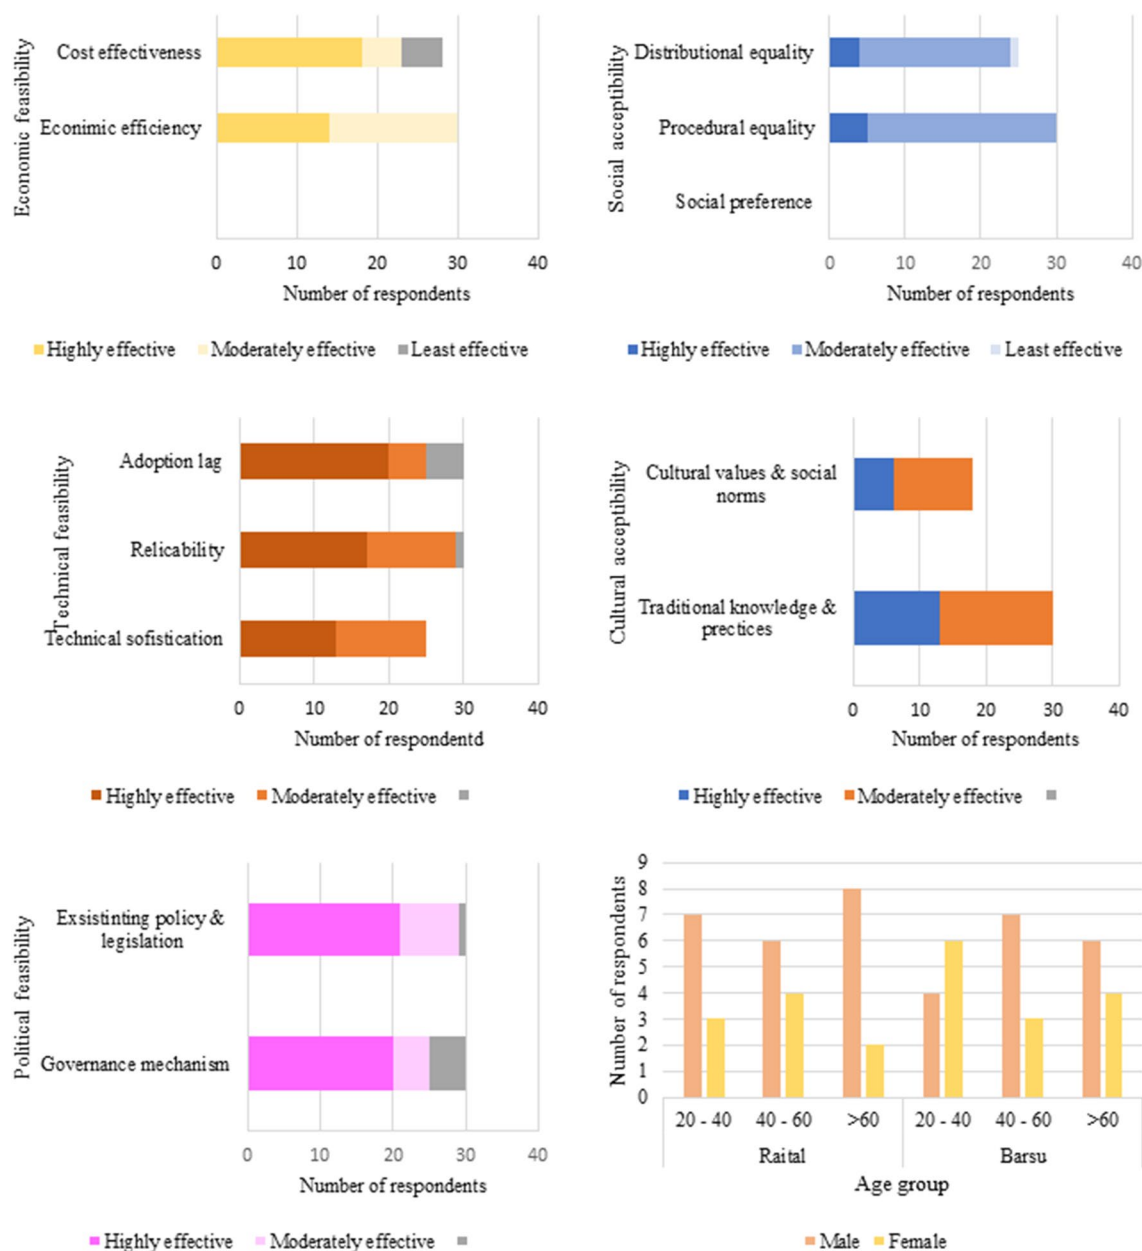 Economic feasibility
Cost effectiveness
Econimic efficiency
0 10 20 30 40
Number of respondents
Highly effective Moderately effective Least effective
Social acceptibility
Distributional equality
Procedural equality
Social preference
0 10 20 30 40
Number of respondents
Highly effective Moderately effective Least effective
Technical feasibility
Adoption lag
Relicability
Technical sofistication
0 10 20 30 40
Number of respondentd
Highly effective Moderately effective
Cultural acceptibility
Cultural values & social
norms
Traditional knowledge &
prectices
0 10 20 30 40
Number of respondents
Highly effective Moderately effective
Political feasibility
Exsistinting policy &
legislation
Governance mechanism
0 10 20 30 40
Number of respondents
Highly effective Moderately effective
Number of respondents
9
8
7
6
5
4
3
2
1
0
20 - 40 40 - 60 >60 20 - 40 40 - 60 >60
Raital Barsu
Age group
Male Female